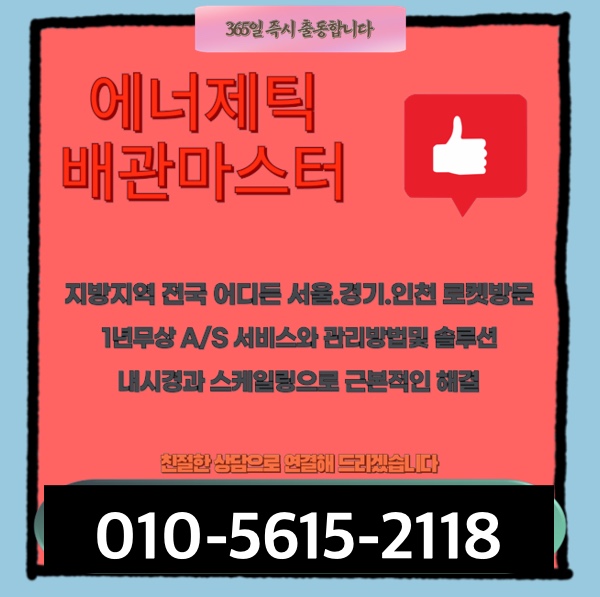 365일 즉시 출동합니다
에너제틱
배관마스터
지방지역 전국 어디든 서울.경기.인천 로켓방문
1년무상 A/S 서비스와 관리방법및 솔루션
내시경과 스케일링으로 근본적인 해결
친절한 상담으로 연결해 드리겠습니다
010-5615-2118